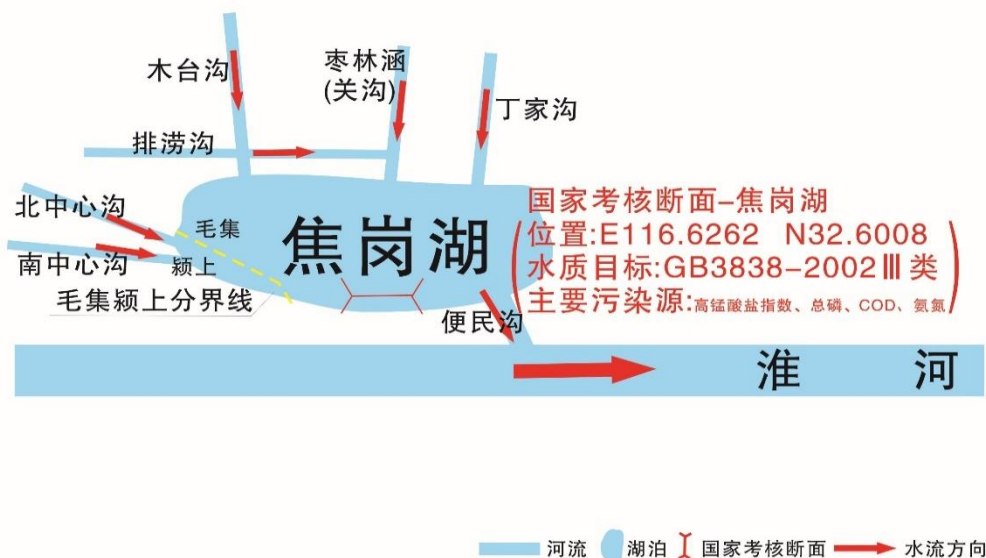 木台沟
枣林涵
(关沟)
丁家沟
排涝沟
北中心沟
毛集
南中心沟
颍上
毛集颍上分界线
焦岗湖
国家考核断面-焦岗湖
(位置:E116.6262 N32.6008
水质目标:GB3838-2002Ⅲ类
主要污染源:高锰酸盐指数、总磷、COD、氨氮)
便民沟
淮河
河流
湖泊
国家考核断面
水流方向